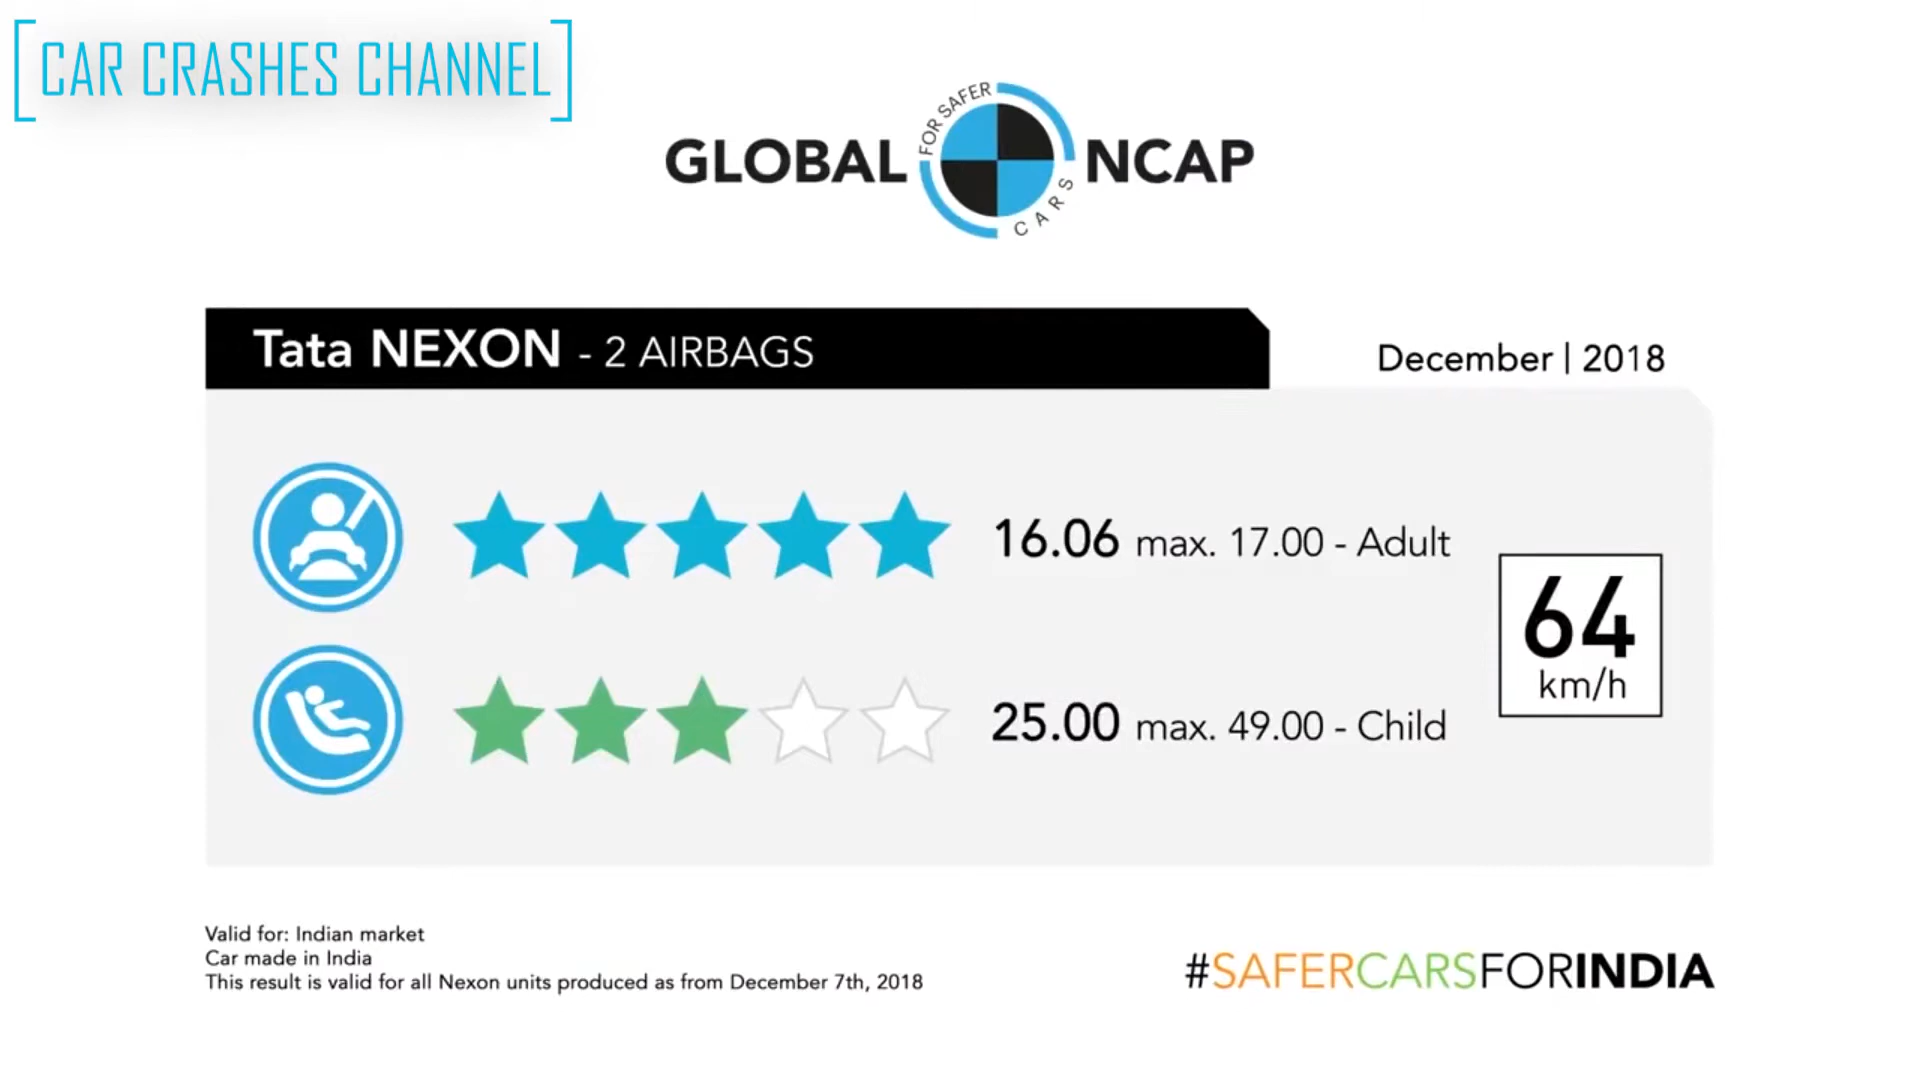 CAR CRASHES CHANNEL
GLOBAL FOR SAFER CARS NCAP
Tata NEXON - 2 AIRBAGS
December | 2018
16.06 max. 17.00 - Adult
25.00 max. 49.00 - Child
64
km/h
Valid for: Indian market
Car made in India
This result is valid for all Nexon units produced as from December 7th, 2018
#SAFERCARSFORINDIA